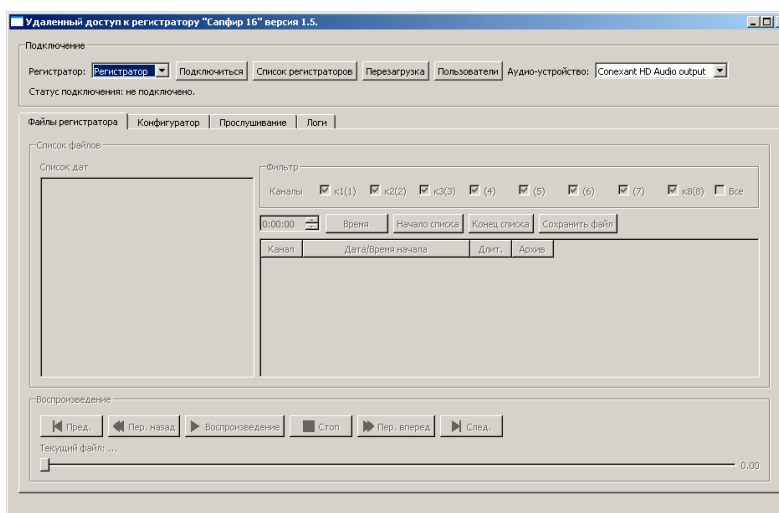 Удаленный доступ к регистратору "Сапфир 16" версия 1.5.
Подключение
Регистратор: Регистратор Подключиться Список регистраторов Перезагрузка Пользователи Аудио-устройство: Conexant HD Audio output
Статус подключения: не подключено.
Файлы регистратора Конфигуратор Прослушивание Логи
Список файлов
Список дат Фильтр
Каналы к1(1) к2(2) к3(3) (4) (5) (6) (7) к8(8) Все
0:00:00 Время Начало списка Конец списка Сохранить файл
Канал Дата/Время начала Длит. Архив
Воспроизведение
Пред. Пер. назад Воспроизведение Стоп Пер. вперед След.
Текущий файл: ...
0.00